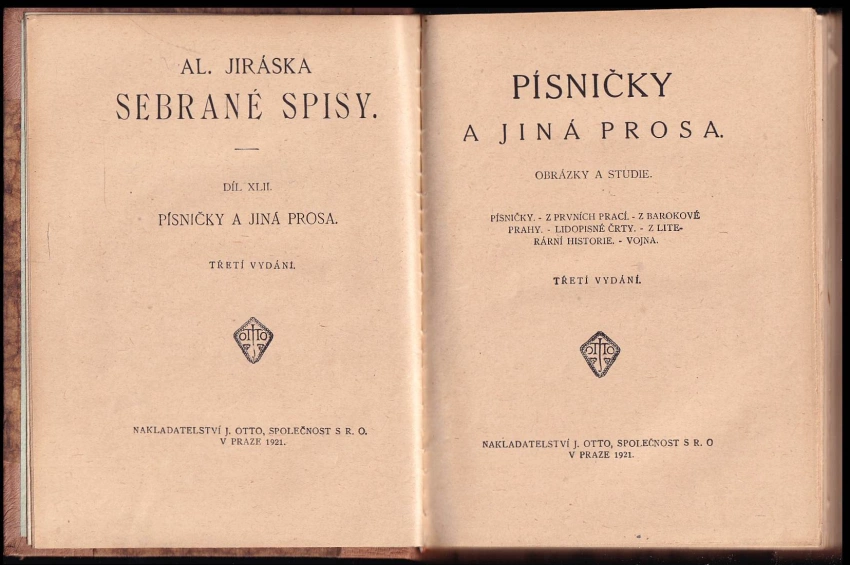 AL. JIRÁSKA
SEBRANÉ SPISY.
DÍL XLII.
PÍSNIČKY A JINÁ PROSA.
TŘETÍ VYDÁNÍ.
OTTO
NAKLADATELSTVÍ J. OTTO, SPOLEČNOST S R. O.
V PRAZE 1921.
PÍSNIČKY
A JINÁ PROSA.
OBRÁZKY A STUDIE.
PÍSNIČKY. - Z PRVNÍCH PRACÍ. - Z BAROKOVÉ
PRAHY. - LIDOPISNÉ ČRTY. - Z LITE-
RÁRNÍ HISTORIE. - VOJNA.
TŘETÍ VYDÁNÍ.
OTTO
NAKLADATELSTVÍ J. OTTO, SPOLEČNOST S R. O
V PRAZE 1921.